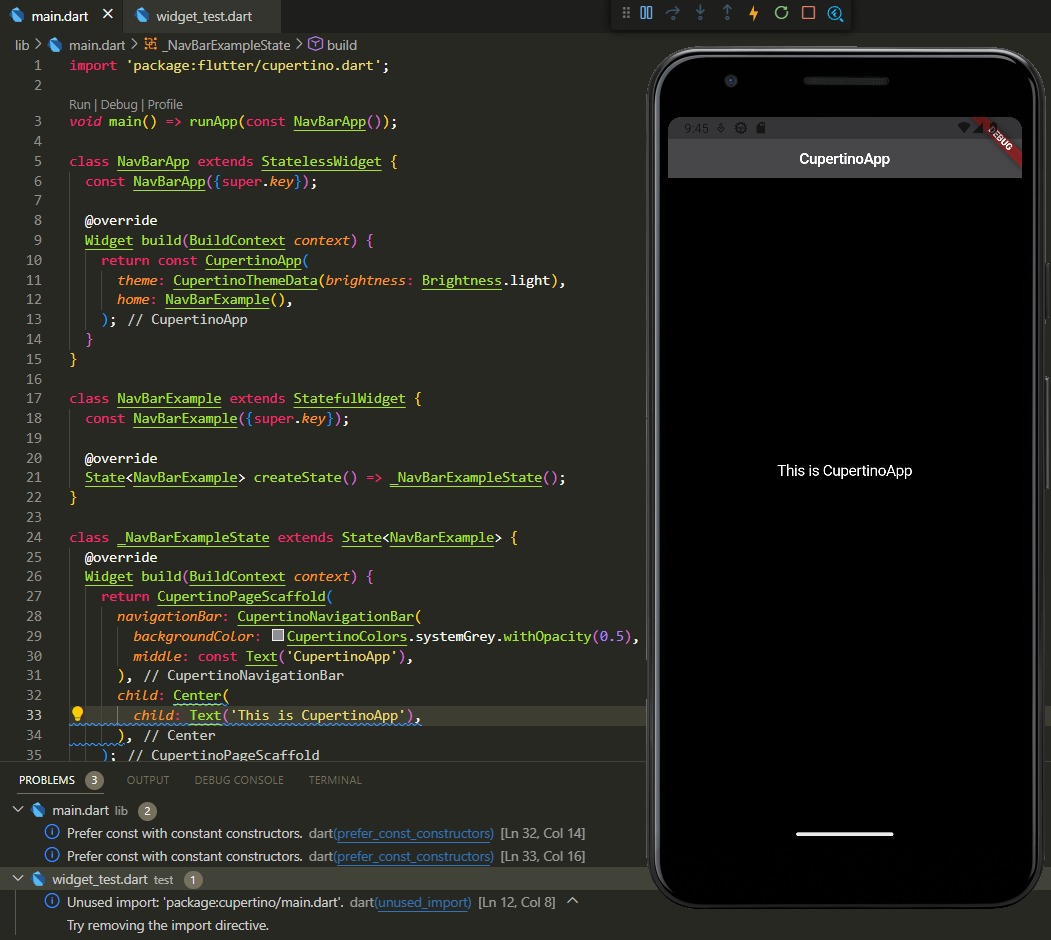 main.dart widget_test.dart
lib main.dart _NavBarExampleState build
1 import 'package:flutter/cupertino.dart';
2
Run | Debug | Profile
3 void main() => runApp(const NavBarApp());
4
5 class NavBarApp extends StatelessWidget {
6 const NavBarApp({super.key});
7
8 @override
9 Widget build(BuildContext context) {
10 return const CupertinoApp(
11 theme: CupertinoThemeData(brightness: Brightness.light),
12 home: NavBarExample(),
13 ); // CupertinoApp
14 }
15 }
16
17 class NavBarExample extends StatefulWidget {
18 const NavBarExample({super.key});
19
20 @override
21 State<NavBarExample> createState() => _NavBarExampleState();
22 }
23
24 class _NavBarExampleState extends State<NavBarExample> {
25 @override
26 Widget build(BuildContext context) {
27 return CupertinoPageScaffold(
28 navigationBar: CupertinoNavigationBar(
29 backgroundColor: CupertinoColors.systemGrey.withOpacity(0.5),
30 middle: const Text('CupertinoApp'),
31 ), // CupertinoNavigationBar
32 child: Center(
33 child: Text('This is CupertinoApp'),
34 ), // Center
35 ); // CupertinoPageScaffold
PROBLEMS 3 OUTPUT DEBUG CONSOLE TERMINAL
main.dart lib 2
Prefer const with constant constructors. dart(prefer_const_constructors) [Ln 32, Col 14]
Prefer const with constant constructors. dart(prefer_const_constructors) [Ln 33, Col 16]
widget_test.dart test 1
Unused import: 'package:cupertino/main.dart'. dart(unused_import) [Ln 12, Col 8]
Try removing the import directive.
9:45
DEBUG
CupertinoApp
This is CupertinoApp